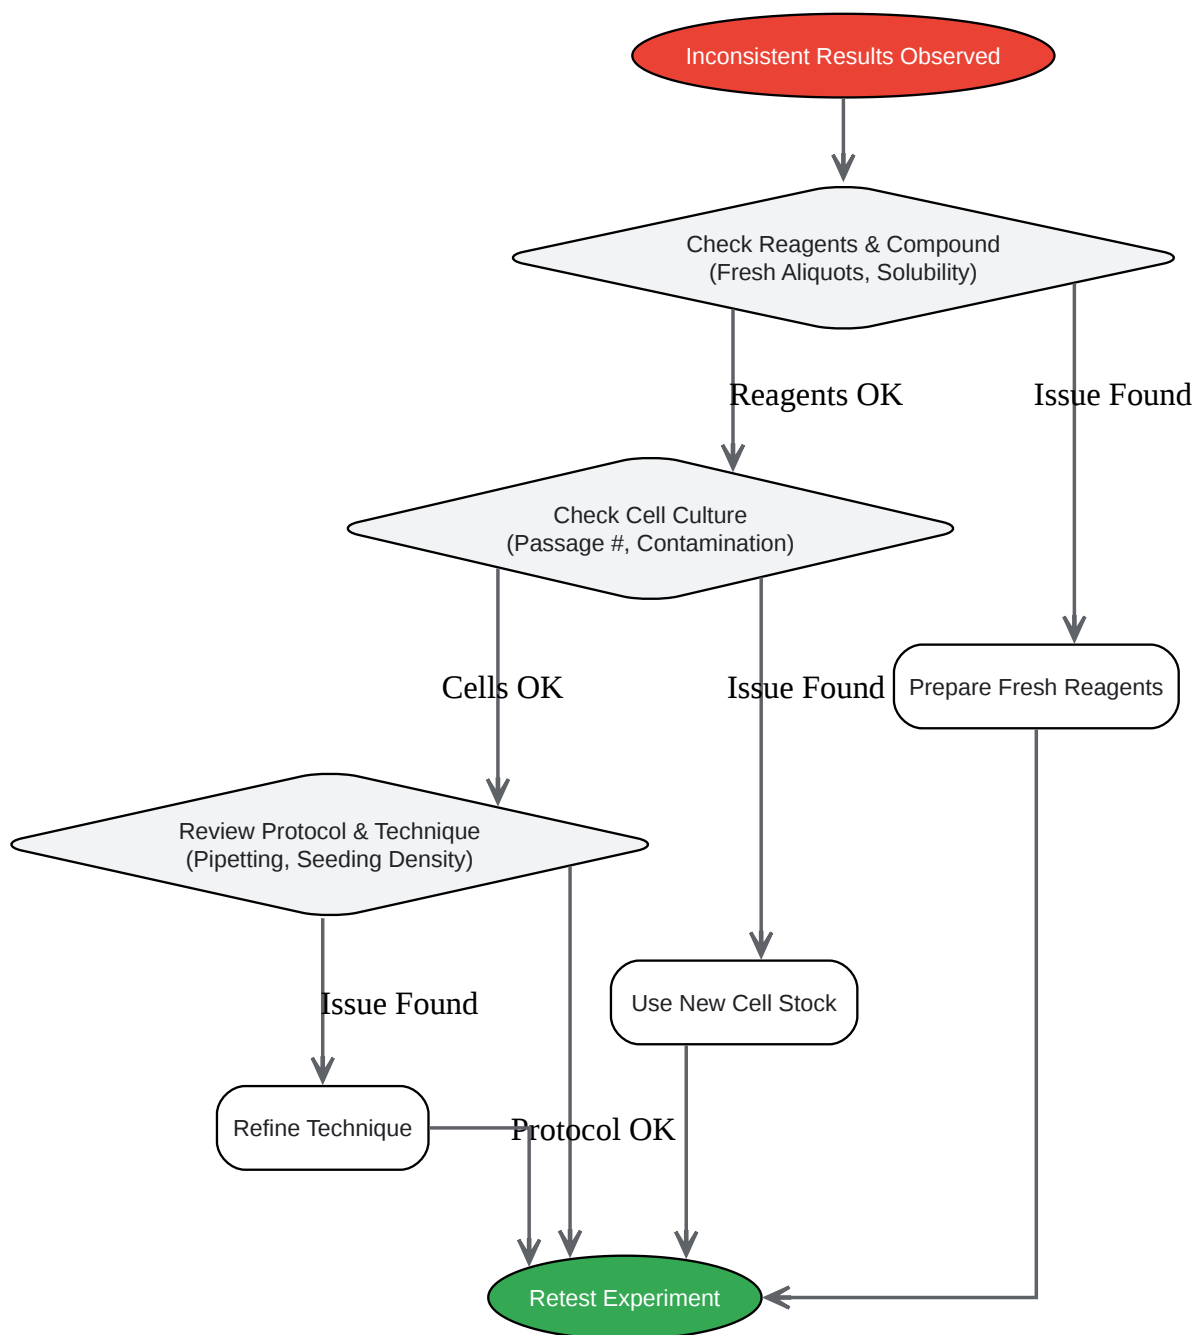 Inconsistent Results Observed
Check Reagents & Compound
(Fresh Aliquots, Solubility)
Reagents OK
Issue Found
Check Cell Culture
(Passage #, Contamination)
Cells OK
Issue Found
Prepare Fresh Reagents
Review Protocol & Technique
(Pipetting, Seeding Density)
Issue Found
Use New Cell Stock
Refine Technique
Protocol OK
Retest Experiment